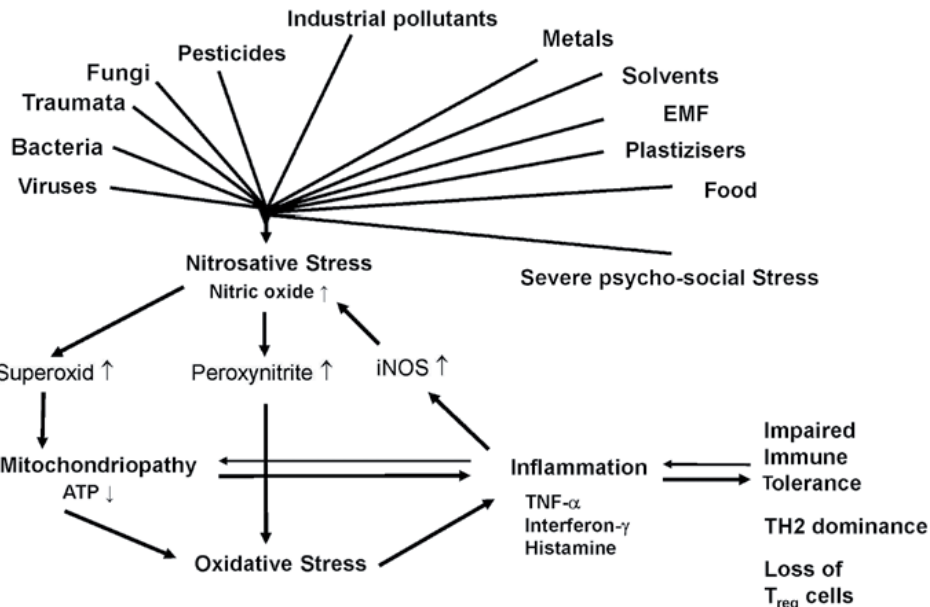 Industrial pollutants
Pesticides
Metals
Fungi
Solvents
Traumata
EMF
Bacteria
Plastizisers
Viruses
Food
Nitrosative Stress
Severe psycho-social Stress
Nitric oxide ↑
Superoxid ↑
Peroxynitrite ↑
iNOS ↑
Impaired
Immune
Tolerance
Mitochondriopathy
ATP ↓
Inflammation
TNF-α
Interferon-γ
Histamine
TH2 dominance
Oxidative Stress
Loss of
Treg cells